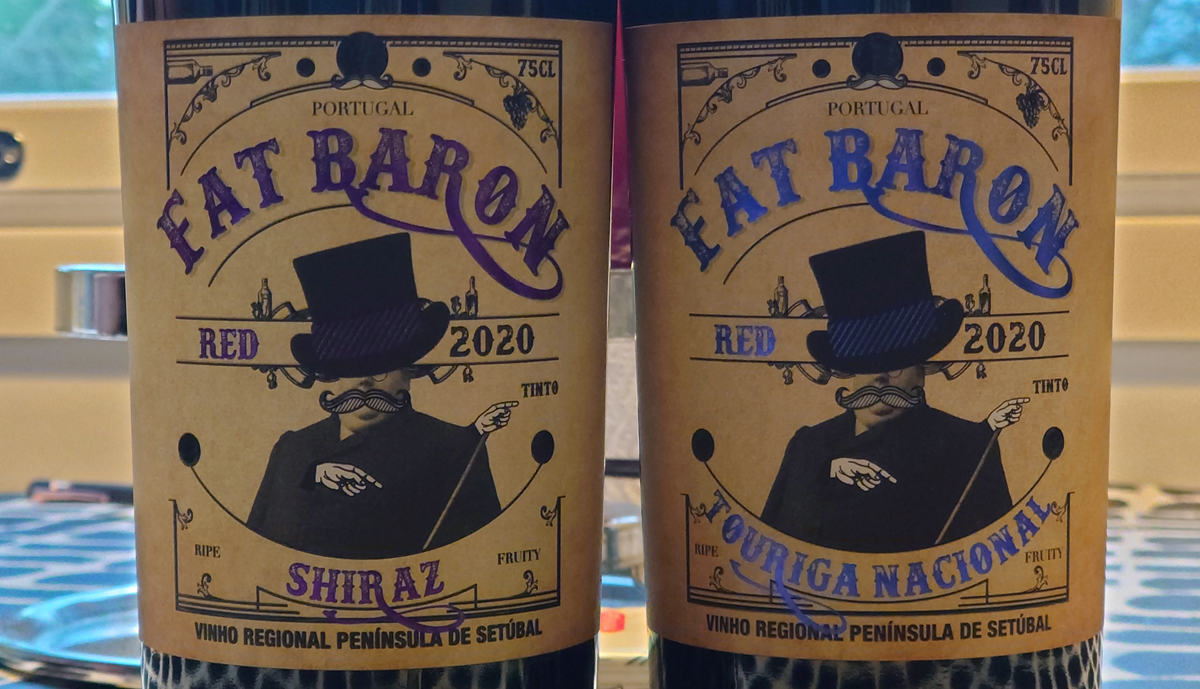 75CL
PORTUGAL
FAT BARON
RED 2020
TINTO
RIPE FRUITY
SHIRAZ
VINHO REGIONAL PENÍNSULA DE SETÚBAL
75CL
PORTUGAL
FAT BARON
RED 2020
TINTO
RIPE FRUITY
TOURIGA NACIONAL
VINHO REGIONAL PENÍNSULA DE SETÚBAL